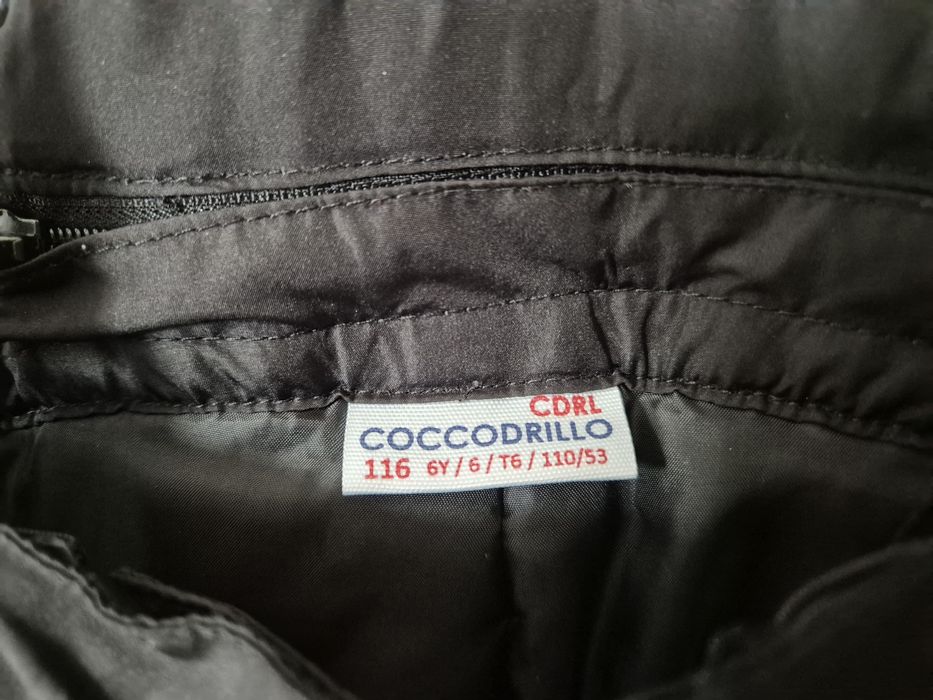 CDRL
COCCODRILLO
116 6Y / 6 / T6 / 110/53